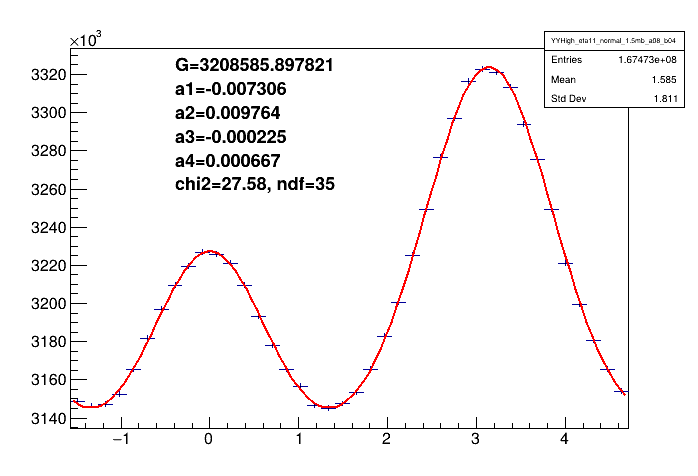 ×10³
YYHigh_eta11_normal_1.5mb_a08_b04
Entries 1.67473e+08
Mean 1.585
Std Dev 1.811
G=3208585.897821
a1=-0.007306
a2=0.009764
a3=-0.000225
a4=0.000667
chi2=27.58, ndf=35
3320
3300
3280
3260
3240
3220
3200
3180
3160
3140
−1 0 1 2 3 4